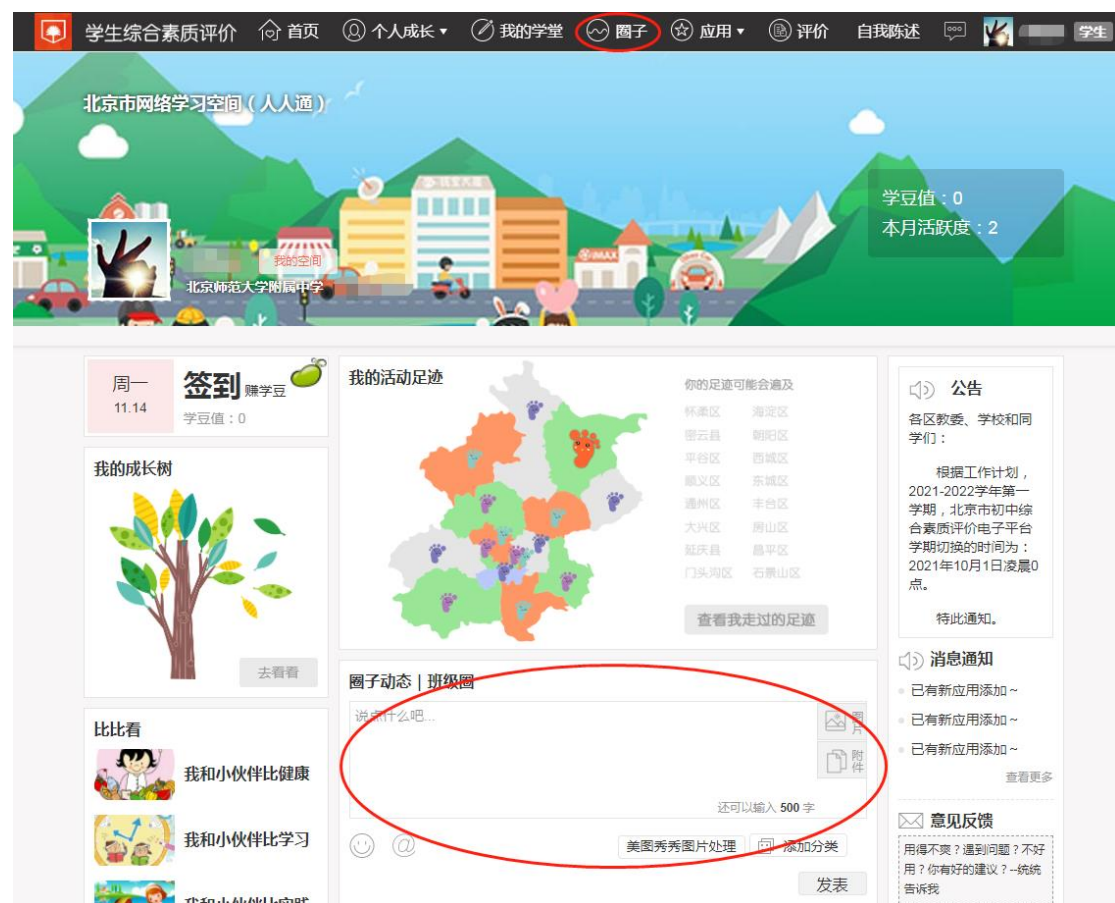 学生综合素质评价 首页 个人成长 我的学堂 圈子 应用 评价 自我陈述 学生
北京市网络学习空间（人人通）
学豆值：0
本月活跃度：2
IMAX
我的空间
北京师范大学附属中学
周一
11.14
签到 赚学豆
学豆值：0
我的成长树
去看看
比比看
我和小伙伴比健康
我和小伙伴比学习
我和小伙伴比实践
我的活动足迹
你的足迹可能会遍及
怀柔区 海淀区
密云县 朝阳区
平谷区 西城区
顺义区 东城区
通州区 丰台区
大兴区 房山区
延庆县 昌平区
门头沟区 石景山区
查看我走过的足迹
圈子动态 | 班级圈
说点什么吧...
图片
附件
还可以输入 500 字
@
美图秀秀图片处理 添加分类
发表
公告
各区教委、学校和同
学们：
根据工作计划，
2021-2022学年第一
学期，北京市初中综
合素质评价电子平台
学期切换的时间为：
2021年10月1日凌晨0
点。
特此通知。
消息通知
已有新应用添加~
已有新应用添加~
已有新应用添加~
查看更多
意见反馈
用得不爽？遇到问题？不好
用？你有好的建议？--统统
告诉我